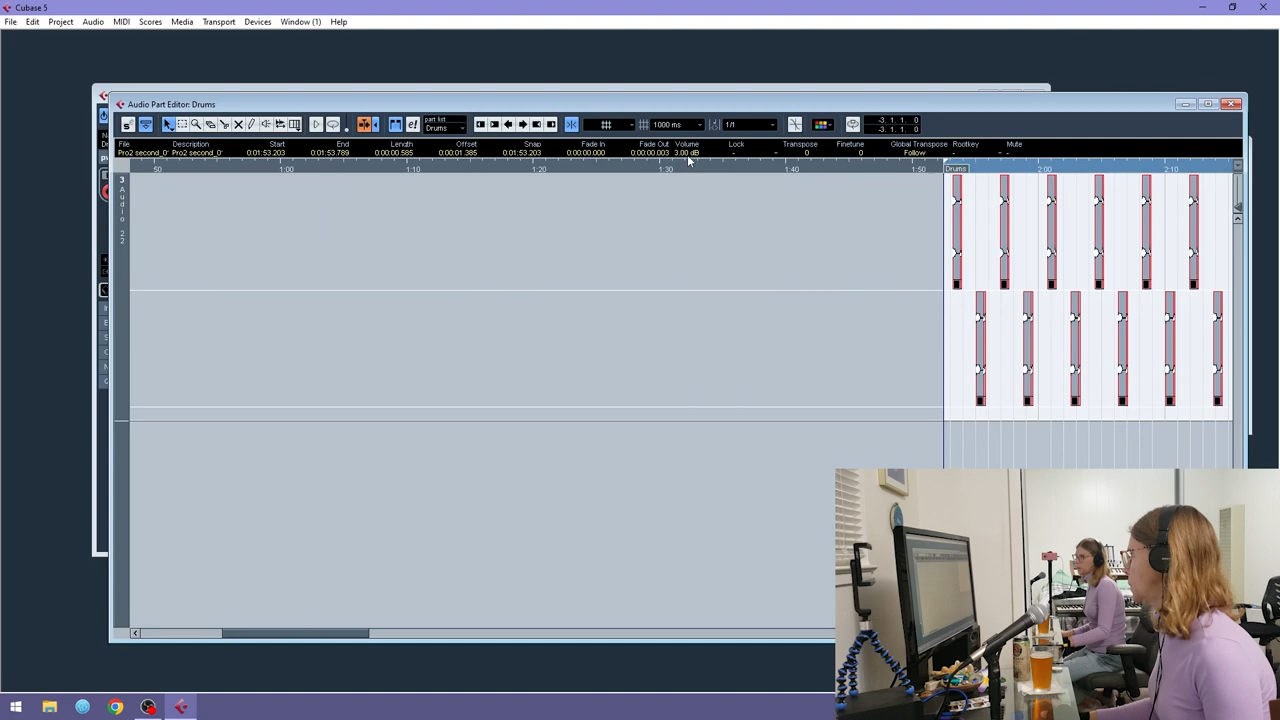 Cubase 5
File Edit Project Audio MIDI Scores Media Transport Devices Window (1) Help
Audio Part Editor: Drums
part list
Drums
1000 ms
1/1
-3. 1. 1. 0
-3. 1. 1. 0
File Description Start End Length Offset Snap Fade In Fade Out Volume Lock Transpose Finetune Global Transpose Rootkey Mute
Pro2 second_0' Pro2 second_0' 0:01:53.203 0:01:53.789 0:00:00.585 0:00:01.385 0:01:53.203 0:00:00.000 0:00:00.003 3.00 dB - 0 0 Follow - -
50 1:00 1:10 1:20 1:30 1:40 1:50 2:00 2:10
Drums
3
Audio
22